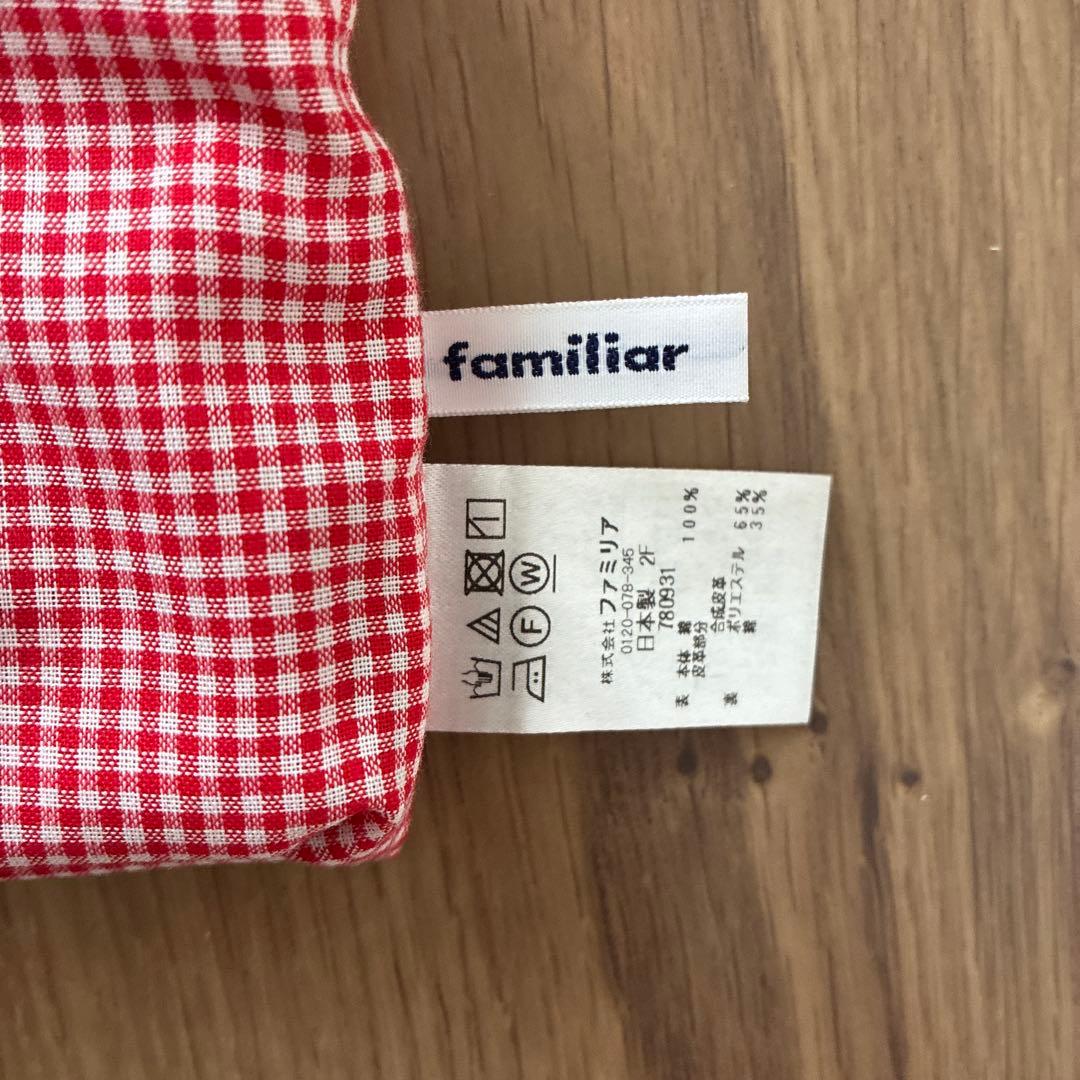 familiar
W
F
株式会社 ファミリア
0120-078-345
日本製 2F
780931
表 本体 綿 100%
皮革部分
合成皮革
裏 ポリエステル 65%
綿 35%